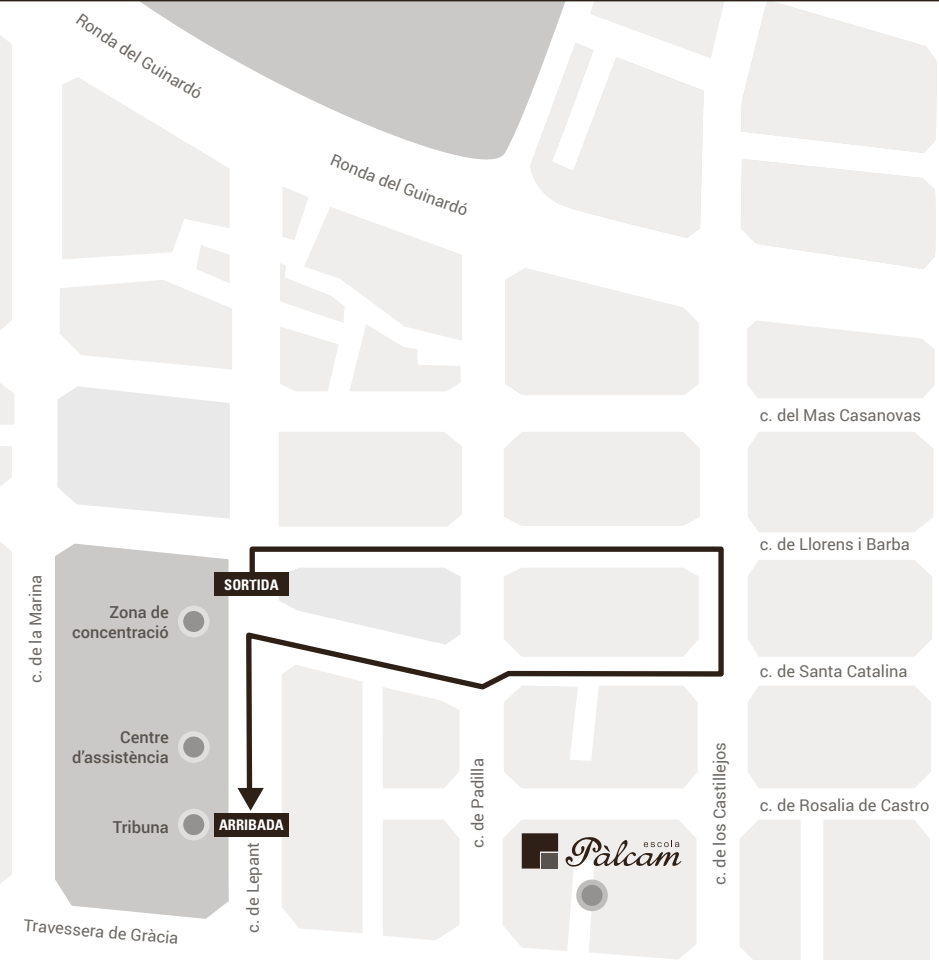 Ronda del Guinardó
Ronda del Guinardó
c. del Mas Casanovas
c. de Llorens i Barba
SORTIDA
c. de la Marina
Zona de
concentració
c. de Santa Catalina
Centre
d'assistència
c. de Padilla
c. de los Castillejos
c. de Rosalia de Castro
Tribuna
ARRIBADA
escola
Pàlcam
c. de Lepant
Travessera de Gràcia